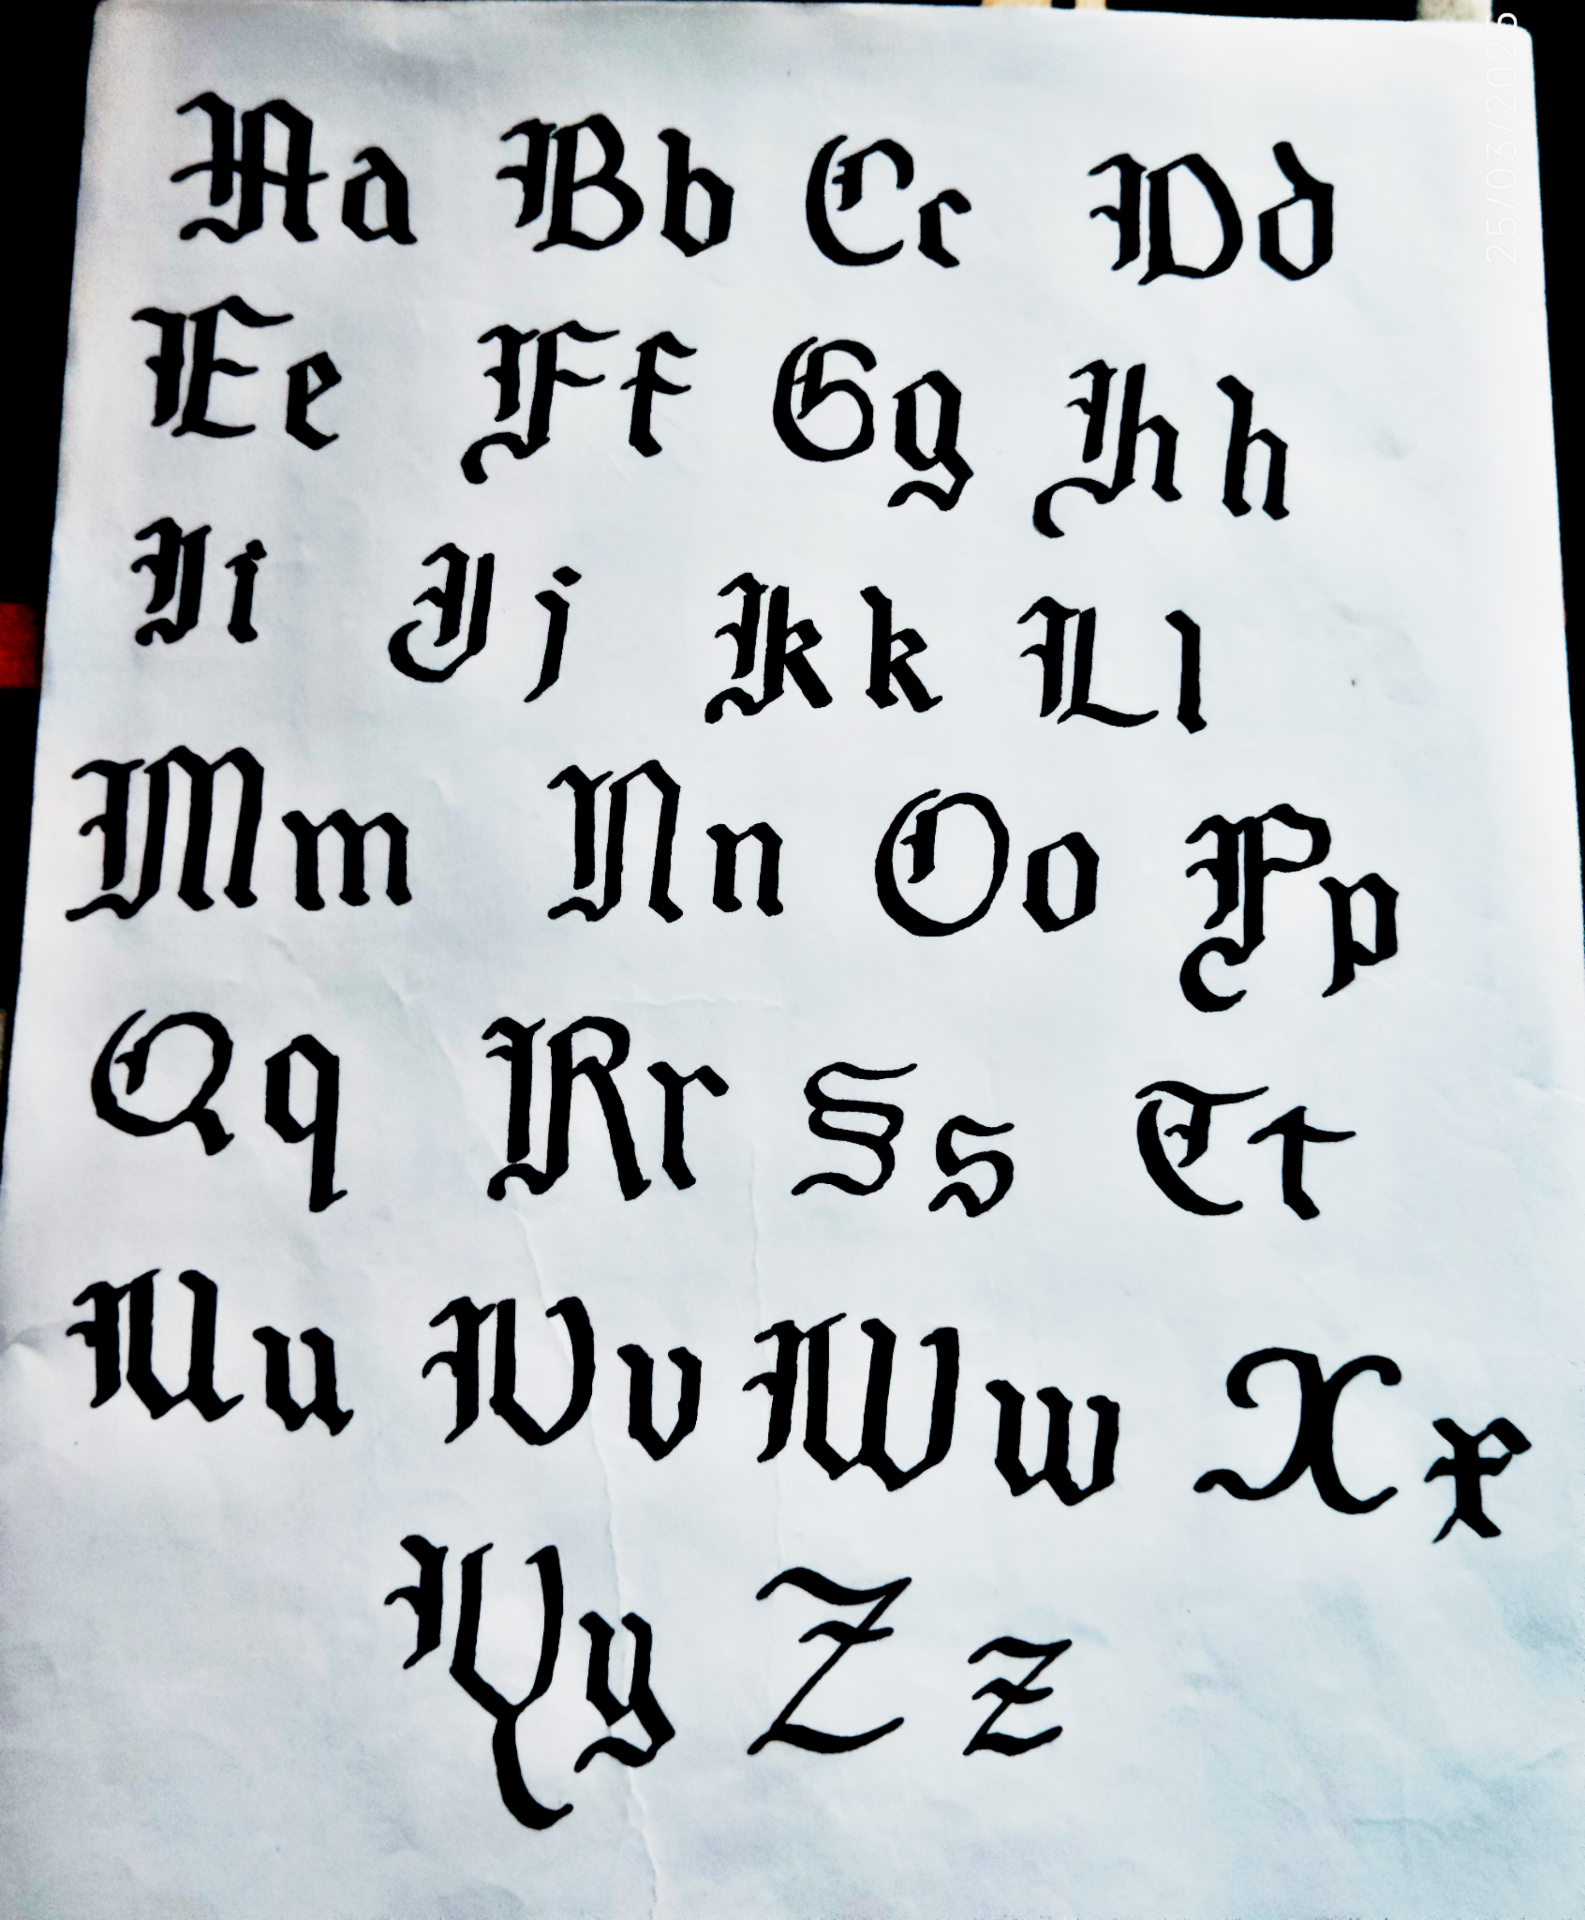 Aa Bb Cc Dd
Ee Ff Gg Hh
Ii Jj Kk Ll
Mm Nn Oo Pp
Qq Rr Ss Tt
Uu Vv Ww Xx
Yy Zz
25/03/202